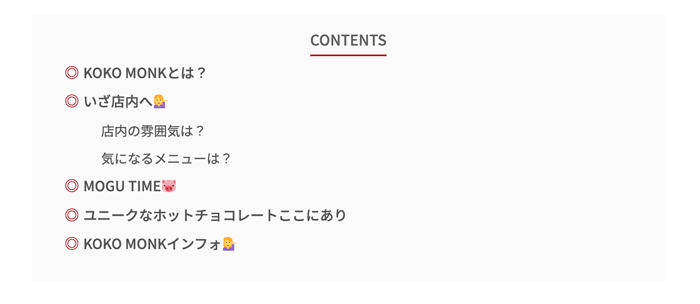 CONTENTS
◎ KOKO MONKとは？
◎ いざ店内へ💁‍♀️
店内の雰囲気は？
気になるメニューは？
◎ MOGU TIME🐷
◎ ユニークなホットチョコレートここにあり
◎ KOKO MONKインフォ💁‍♀️